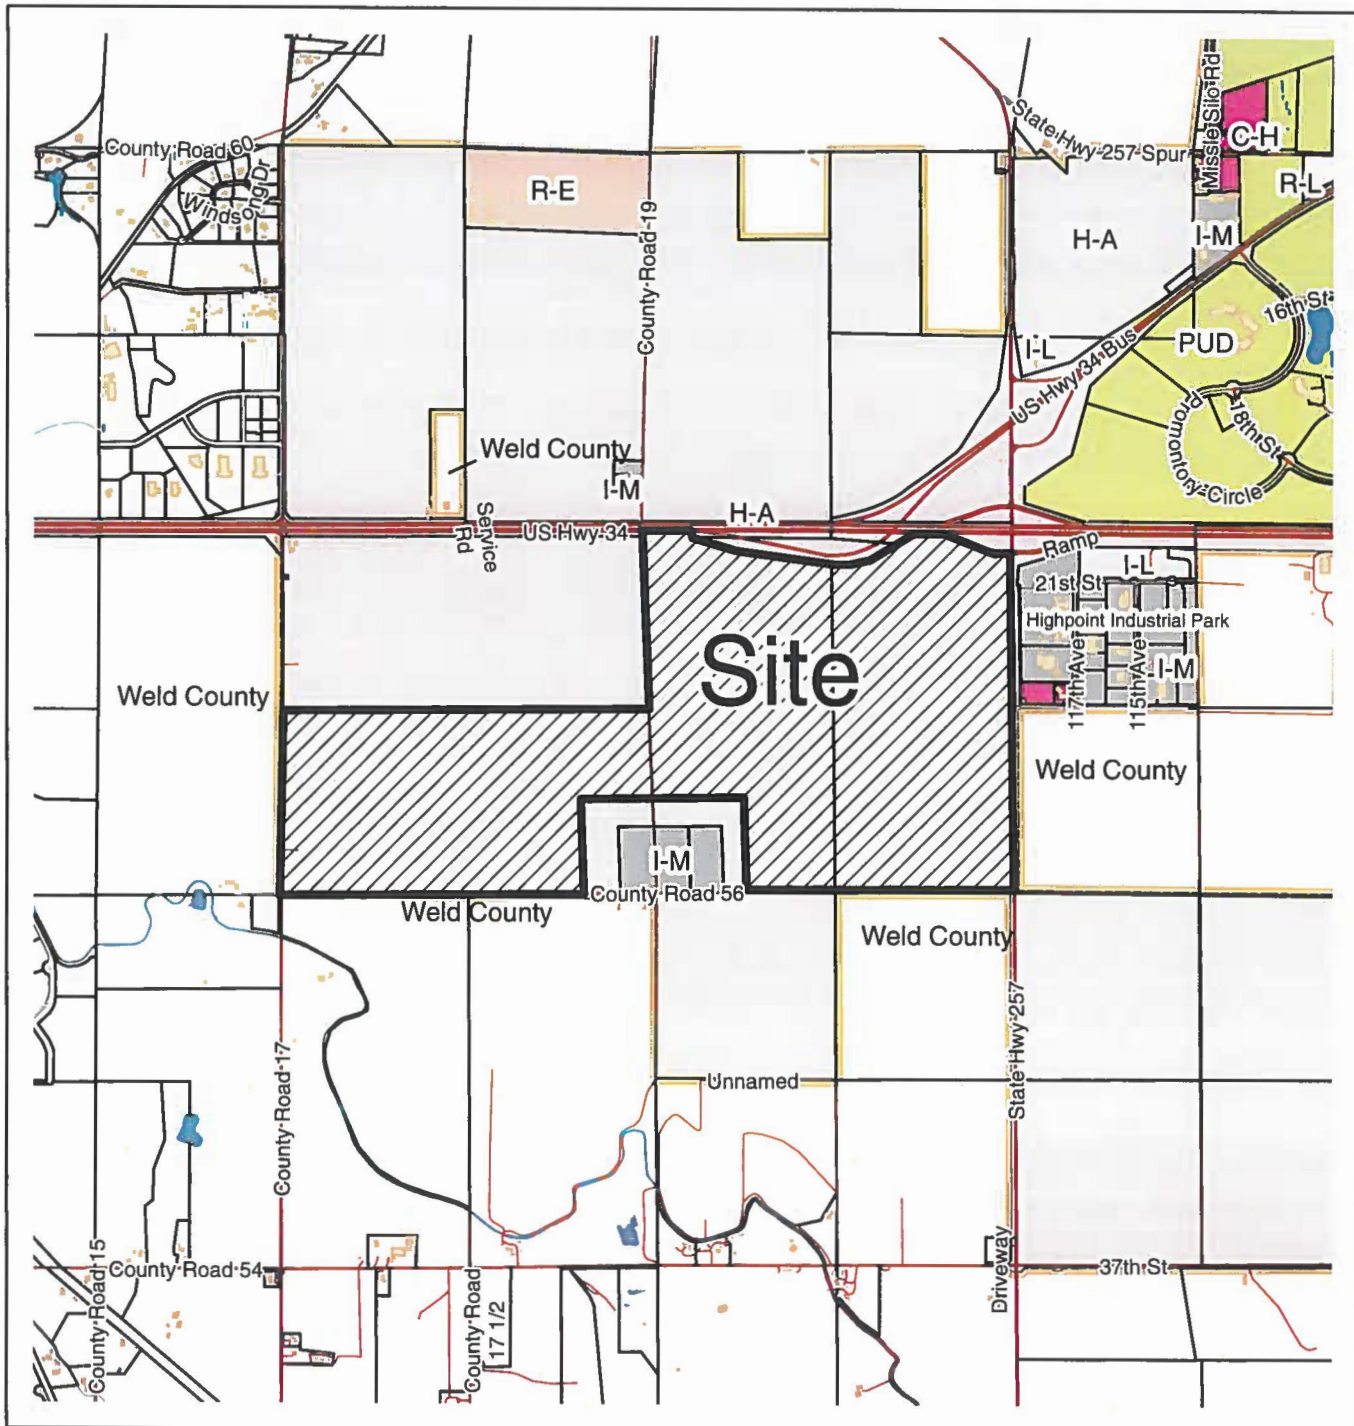 Missle Silo Rd
State Hwy 257 Spur
C-H
County Road 60
Windsong Dr
R-E
R-L
County Road 19
H-A
I-M
16th St
I-L
US Hwy 34 Bus
PUD
18th St
Promontory Circle
Weld County
I-M
H-A
Service
Rd
US Hwy 34
Ramp
I-L
21st St
Highpoint Industrial Park
Site
117th Ave
115th Ave
I-M
Weld County
Weld County
I-M
County Road 56
Weld County
Weld County
State Hwy 257
Unnamed
County Road 17
County Road 15
County Road 54
County Road
17 1/2
Driveway
37th St